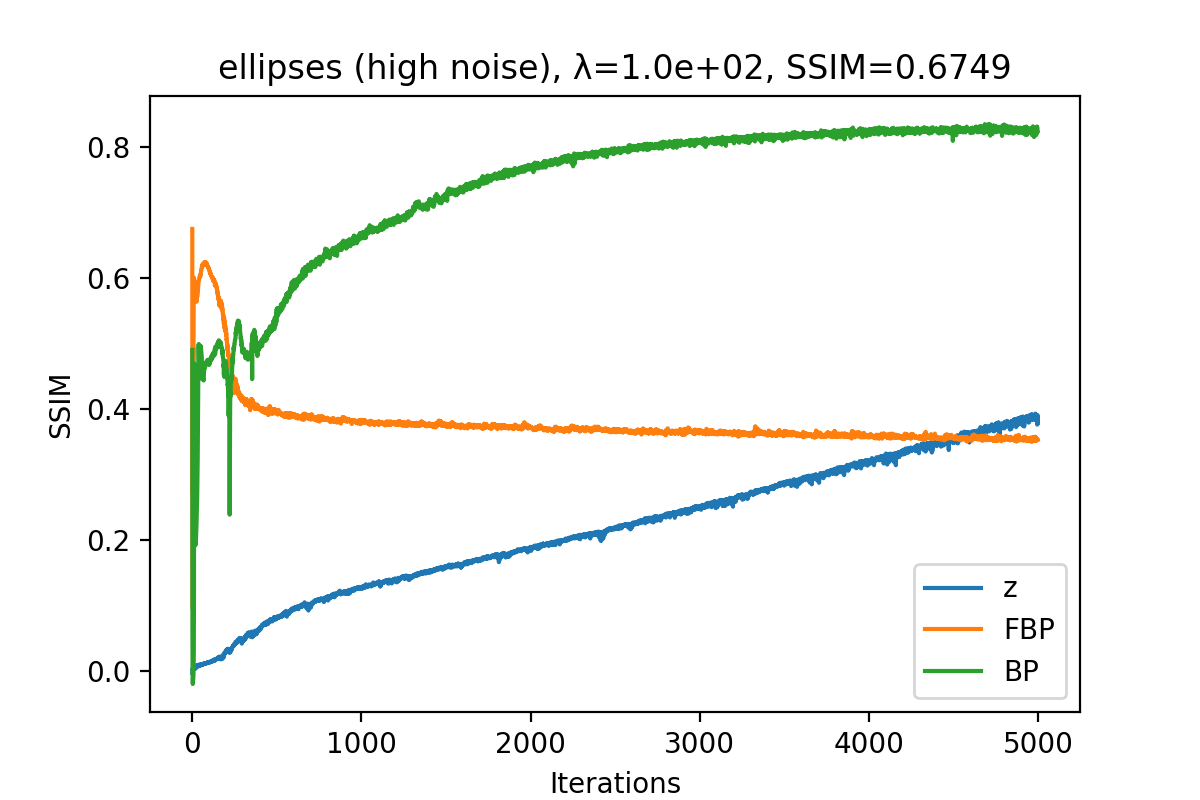 ellipses (high noise), λ=1.0e+02, SSIM=0.6749
SSIM
0.8
0.6
0.4
0.2
0.0
z
FBP
BP
0 1000 2000 3000 4000 5000
Iterations